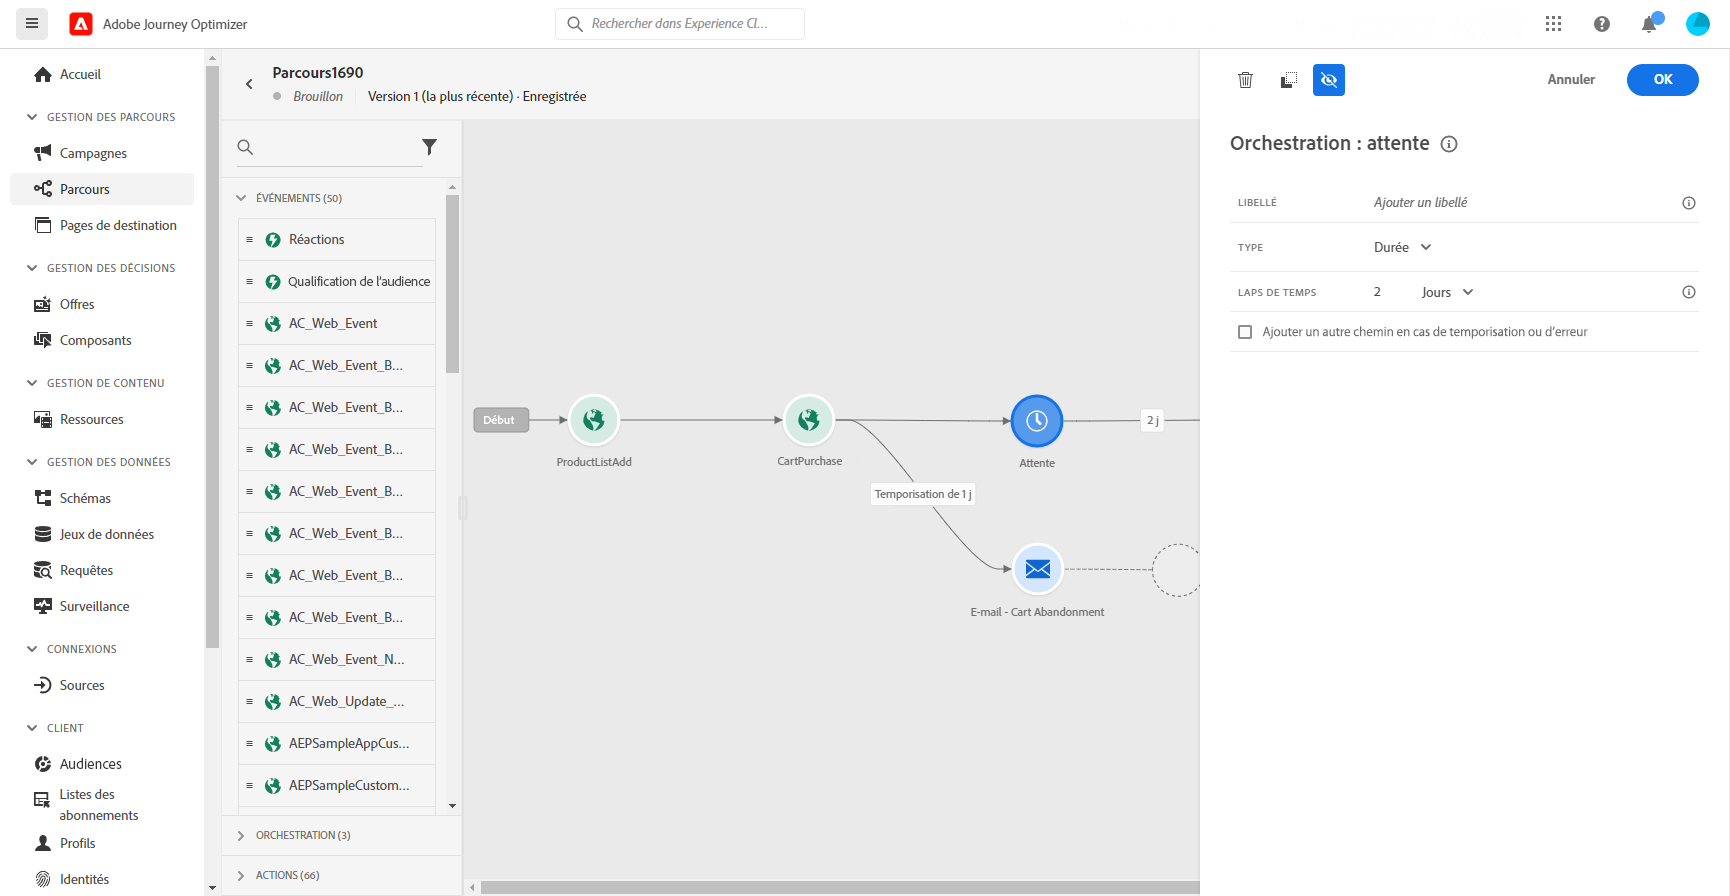 Adobe Journey Optimizer
Rechercher dans Experience Cl...
Accueil
GESTION DES PARCOURS
Campagnes
Parcours
Pages de destination
GESTION DES DÉCISIONS
Offres
Composants
GESTION DE CONTENU
Ressources
GESTION DES DONNÉES
Schémas
Jeux de données
Requêtes
Surveillance
CONNEXIONS
Sources
CLIENT
Audiences
Listes des
abonnements
Profils
Identités
Parcours1690
Brouillon
Version 1 (la plus récente) · Enregistrée
ÉVÉNEMENTS (50)
Réactions
Qualification de l'audience
AC_Web_Event
AC_Web_Event_B...
AC_Web_Event_B...
AC_Web_Event_B...
AC_Web_Event_B...
AC_Web_Event_B...
AC_Web_Event_B...
AC_Web_Event_B...
AC_Web_Event_N...
AC_Web_Update_...
AEPSampleAppCus...
AEPSampleCustom...
ORCHESTRATION (3)
ACTIONS (66)
Début
ProductListAdd
CartPurchase
Attente
2 j
Temporisation de 1 j
E-mail - Cart Abandonment
Annuler
OK
Orchestration : attente
LIBELLÉ
Ajouter un libellé
TYPE
Durée
LAPS DE TEMPS
2
Jours
Ajouter un autre chemin en cas de temporisation ou d'erreur